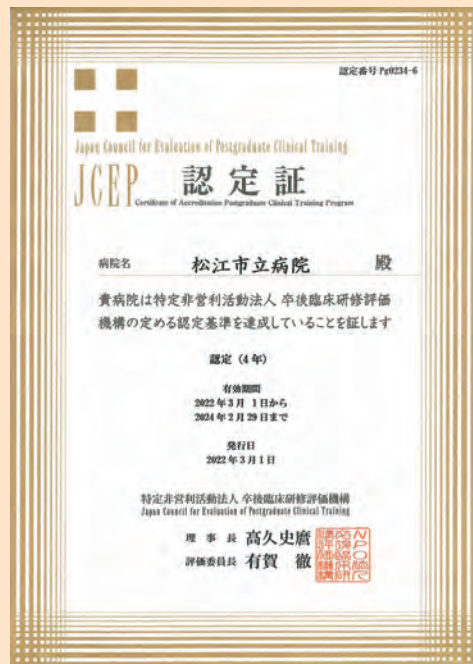 認定番号 Pg0234-6
Japan Council for Evaluation of Postgraduate Clinical Training
JCEP 認定証
Certificate of Accreditation Postgraduate Clinical Training Program
病院名 松江市立病院 殿
貴病院は特定非営利活動法人 卒後臨床研修評価
機構の定める認定基準を達成していることを証します
認定（4年）
有効期間
2022年3月 1日から
2024年2月29日まで
発行日
2022年3月1日
特定非営利活動法人 卒後臨床研修評価機構
Japan Council for Evaluation of Postgraduate Clinical Training
理 事 長 高久史麿
評価委員長 有賀 徹